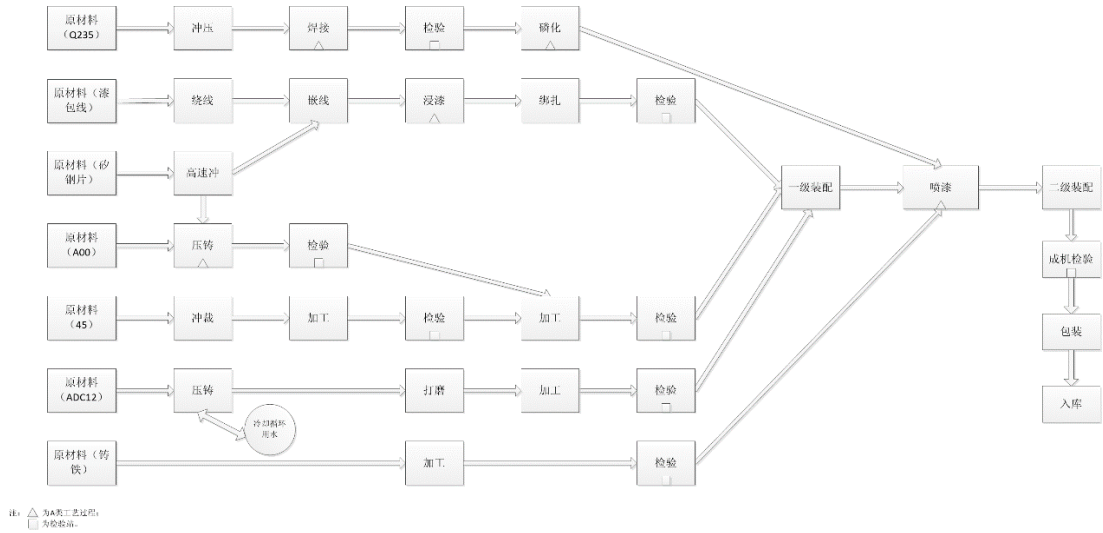 原材料
（Q235）
冲压
焊接
检验
磷化
原材料（漆
包线）
绕线
嵌线
浸漆
绑扎
检验
原材料（矽
钢片）
高速冲
一级装配
喷漆
二级装配
原材料
（A00）
压铸
检验
成机检验
原材料
（45）
冲裁
加工
检验
加工
检验
包装
原材料
（ADC12）
压铸
打磨
加工
检验
入库
冷却循环
用水
原材料（铸
铁）
加工
检验
注： 为A类工艺过程；
为检验站。